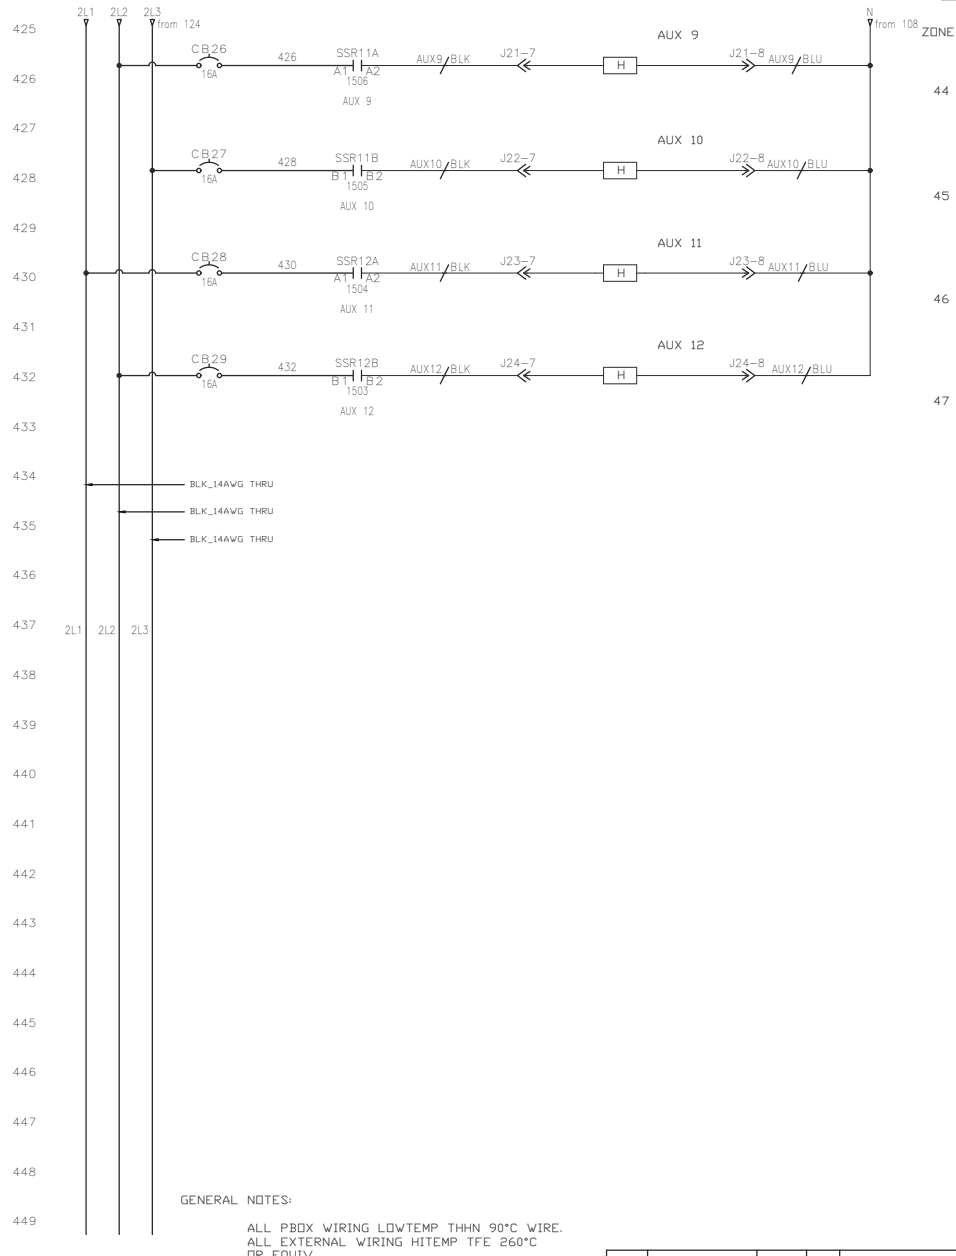 2L1 2L2 2L3 N
from 124 from 108
425 AUX 9 ZONE
CB26 426 SSR11A AUX9 BLK J21-7 H J21-8 AUX9 BLU
16A A1 A2
1506
426
AUX 9
44
427
AUX 10
CB27 428 SSR11B AUX10 BLK J22-7 H J22-8 AUX10 BLU
16A B1 B2
1505
428
AUX 10
45
429
AUX 11
CB28 430 SSR12A AUX11 BLK J23-7 H J23-8 AUX11 BLU
16A A1 A2
1504
430
AUX 11
46
431
AUX 12
CB29 432 SSR12B AUX12 BLK J24-7 H J24-8 AUX12 BLU
16A B1 B2
1503
432
AUX 12
47
433
434
BLK_14AWG THRU
BLK_14AWG THRU
435
BLK_14AWG THRU
436
437
2L1 2L2 2L3
438
439
440
441
442
443
444
445
446
447
448
GENERAL NOTES:
449
ALL PBOX WIRING LOWTEMP THHN 90°C WIRE.
ALL EXTERNAL WIRING HITEMP TFE 260°C
OR EQUIV